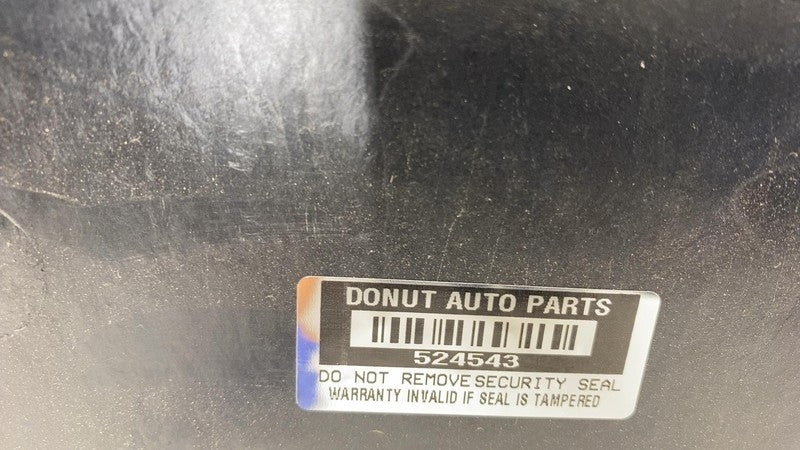 DONUT AUTO PARTS
524543
DO NOT REMOVE SECURITY SEAL
WARRANTY INVALID IF SEAL IS TAMPERED